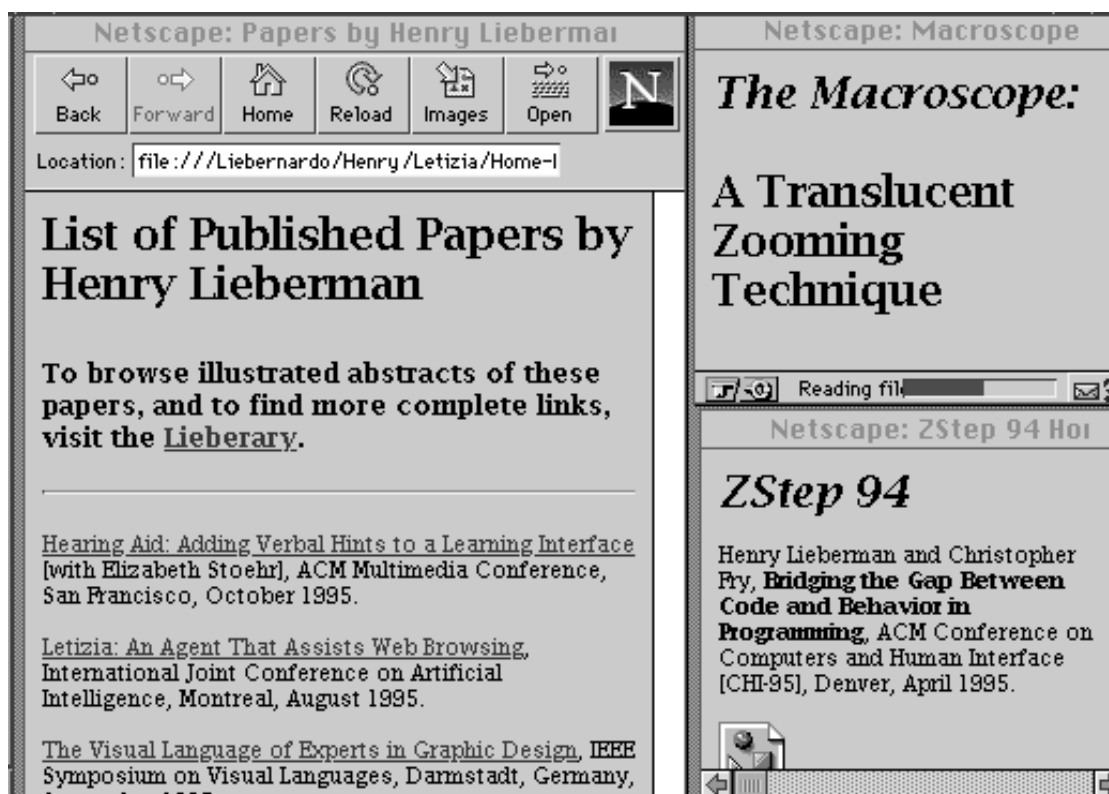 Netscape: Papers by Henry Lieberman
Back
Forward
Home
Reload
Images
Open
N
Location: file:///Liebernardo/Henry/Letizia/Home-
List of Published Papers by
Henry Lieberman
To browse illustrated abstracts of these
papers, and to find more complete links,
visit the Lieberary.
Hearing Aid: Adding Verbal Hints to a Learning Interface
[with Elizabeth Stoehr], ACM Multimedia Conference,
San Francisco, October 1995.
Letizia: An Agent That Assists Web Browsing,
International Joint Conference on Artificial
Intelligence, Montreal, August 1995.
The Visual Language of Experts in Graphic Design, IEEE
Symposium on Visual Languages, Darmstadt, Germany,
Netscape: Macroscope
The Macroscope:
A Translucent
Zooming
Technique
Reading file
Netscape: ZStep 94
ZStep 94
Henry Lieberman and Christopher
Fry, Bridging the Gap Between
Code and Behavior in
Programming, ACM Conference on
Computers and Human Interface
[CHI-95], Denver, April 1995.